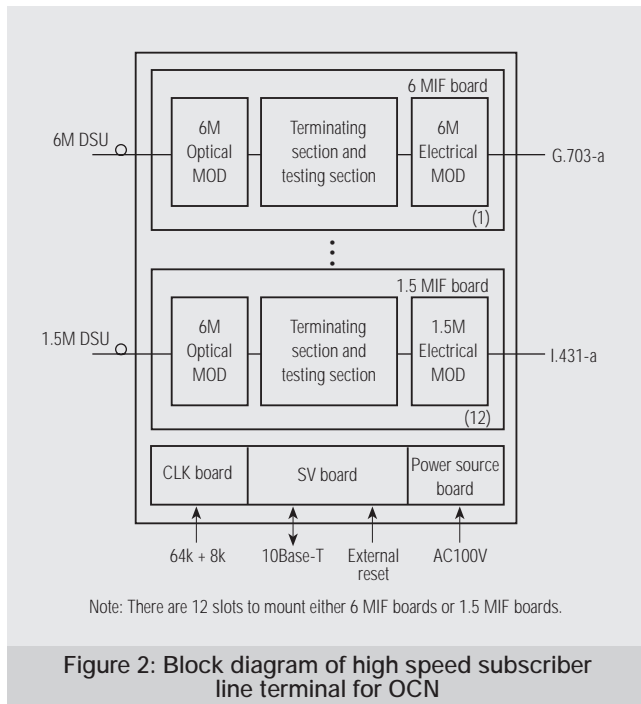 6 MIF board
6M DSU
6M
Optical
MOD
Terminating
section and
testing section
6M
Electrical
MOD
G.703-a
(1)
1.5 MIF board
1.5M DSU
6M
Optical
MOD
Terminating
section and
testing section
1.5M
Electrical
MOD
I.431-a
(12)
CLK board
SV board
Power source
board
64k + 8k
10Base-T
External
reset
AC100V
Note: There are 12 slots to mount either 6 MIF boards or 1.5 MIF boards.
Figure 2: Block diagram of high speed subscriber
line terminal for OCN